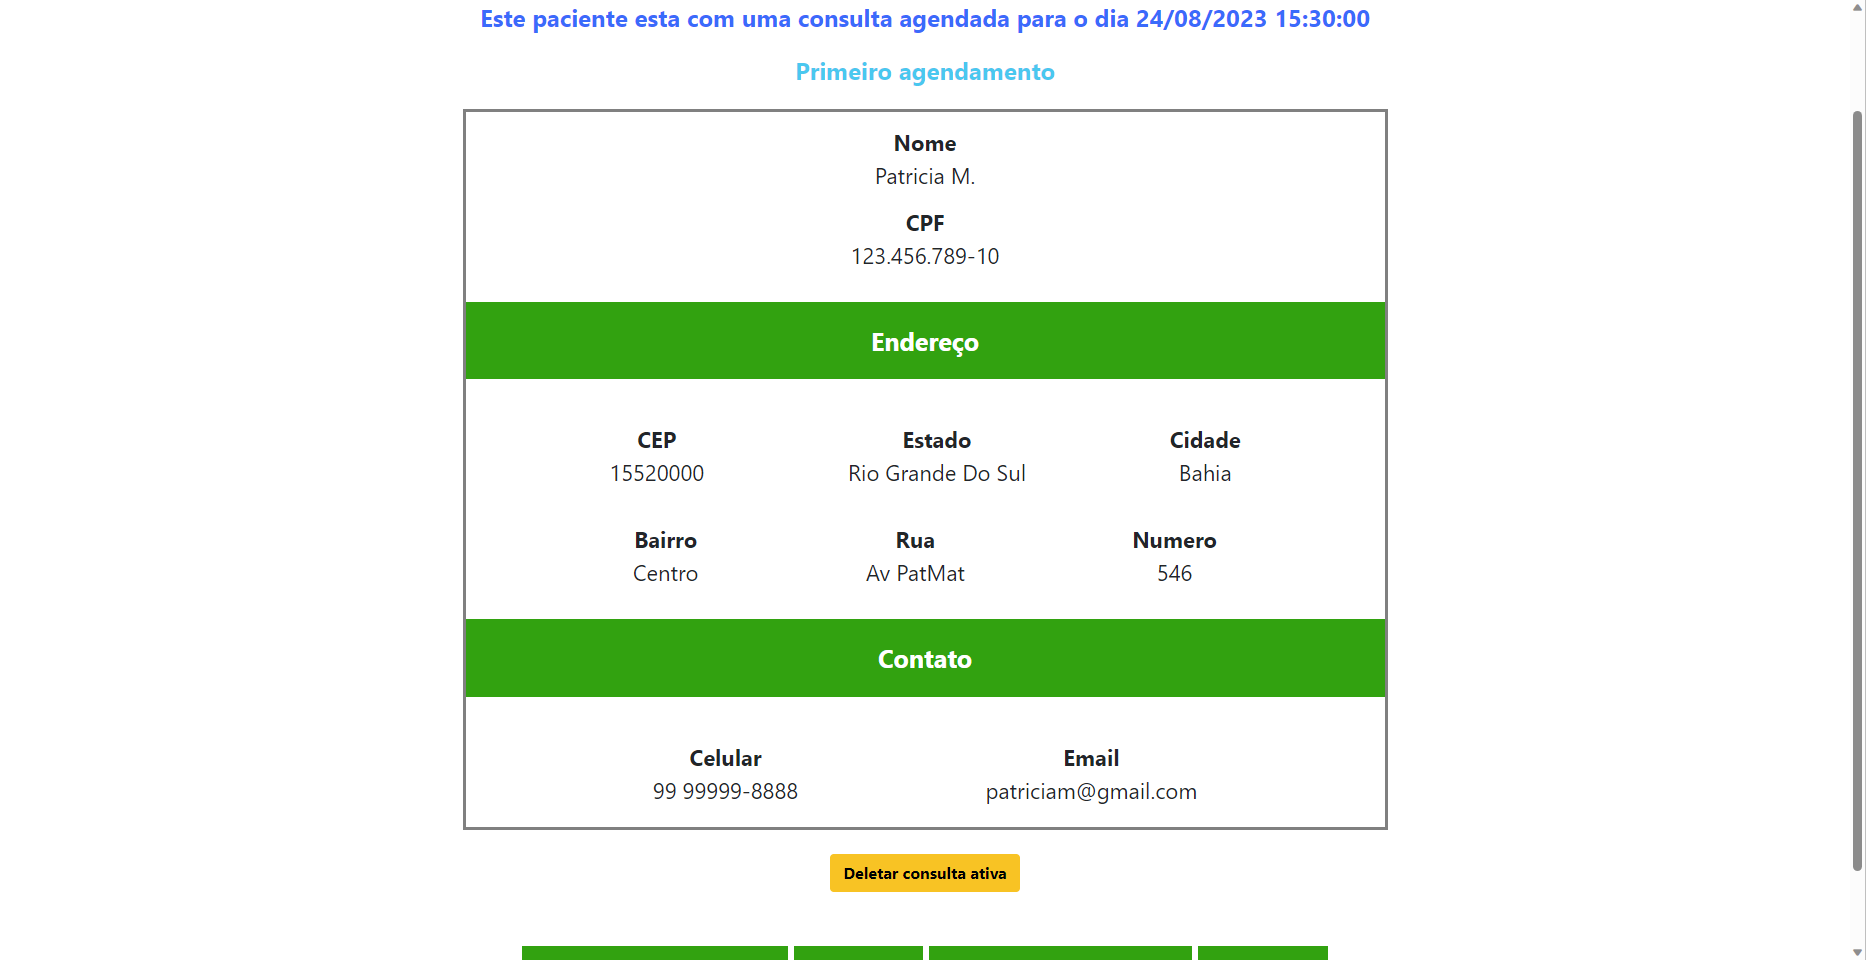 Este paciente esta com uma consulta agendada para o dia 24/08/2023 15:30:00
Primeiro agendamento
Nome
Patricia M.
CPF
123.456.789-10
Endereço
CEP Estado Cidade
15520000 Rio Grande Do Sul Bahia
Bairro Rua Numero
Centro Av PatMat 546
Contato
Celular Email
99 99999-8888 patriciam@gmail.com
Deletar consulta ativa